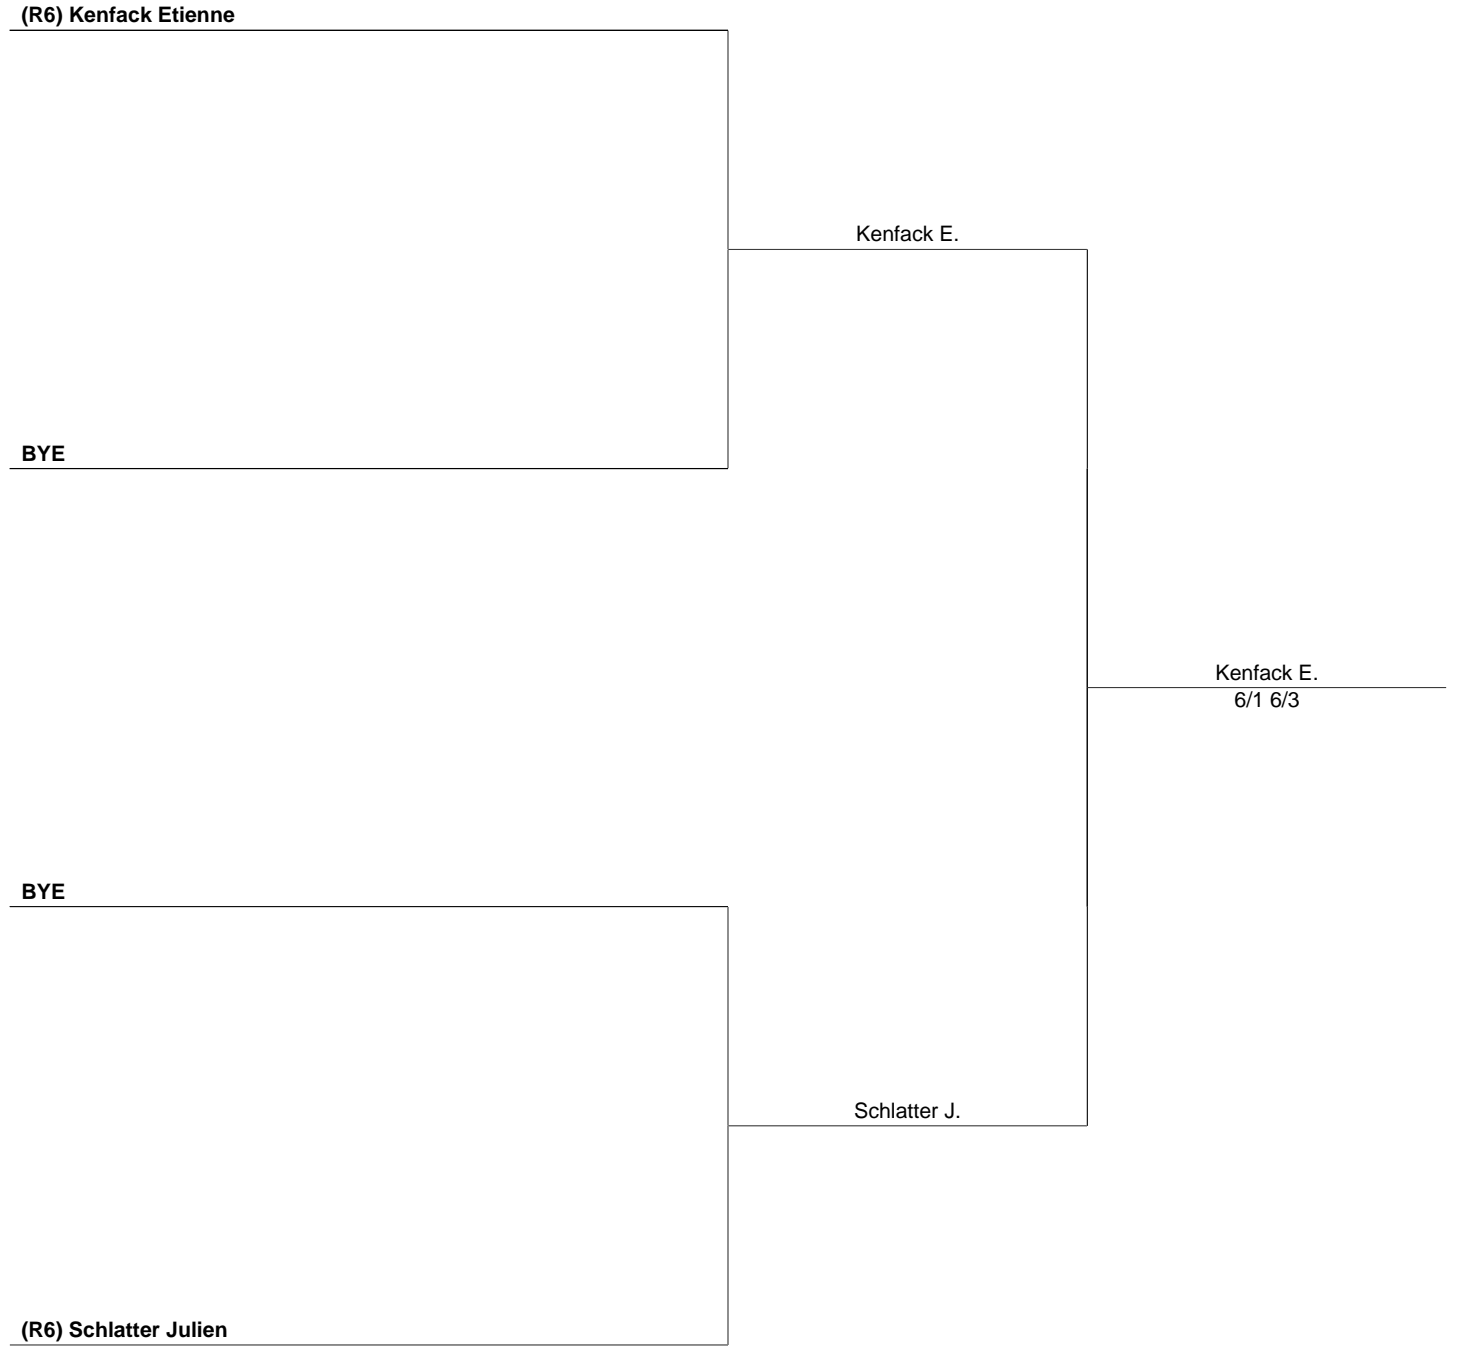 (R6) Kenfack Etienne
Kenfack E.
BYE
Kenfack E.
6/1 6/3
BYE
Schlatter J.
(R6) Schlatter Julien